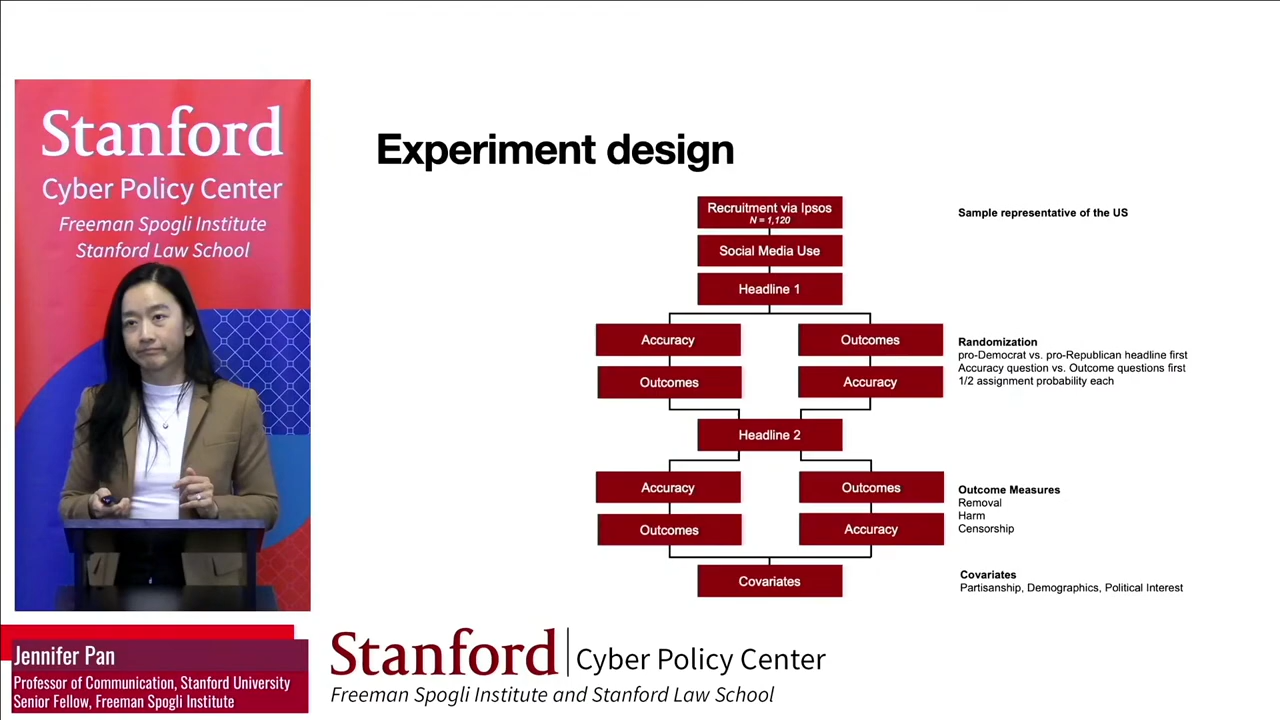 Stanford
Cyber Policy Center
Freeman Spogli Institute
Stanford Law School
Experiment design
Recruitment via Ipsos
N = 1,120
Sample representative of the US
Social Media Use
Headline 1
Accuracy
Outcomes
Outcomes
Accuracy
Randomization
pro-Democrat vs. pro-Republican headline first
Accuracy question vs. Outcome questions first
1/2 assignment probability each
Headline 2
Accuracy
Outcomes
Outcomes
Accuracy
Outcome Measures
Removal
Harm
Censorship
Covariates
Covariates
Partisanship, Demographics, Political Interest
Jennifer Pan
Professor of Communication, Stanford University
Senior Fellow, Freeman Spogli Institute
Stanford | Cyber Policy Center
Freeman Spogli Institute and Stanford Law School